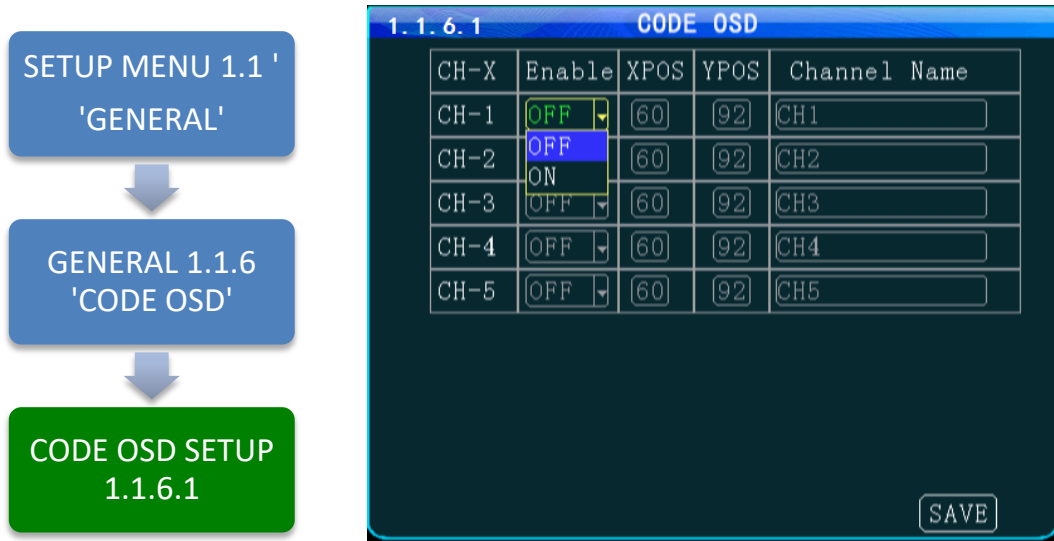 SETUP MENU 1.1 '
'GENERAL'
GENERAL 1.1.6
'CODE OSD'
CODE OSD SETUP
1.1.6.1
1.1.6.1 CODE OSD
CH-X Enable XPOS YPOS Channel Name
CH-1 OFF 60 92 CH1
OFF
CH-2 60 92 CH2
ON
CH-3 OFF 60 92 CH3
CH-4 OFF 60 92 CH4
CH-5 OFF 60 92 CH5
SAVE